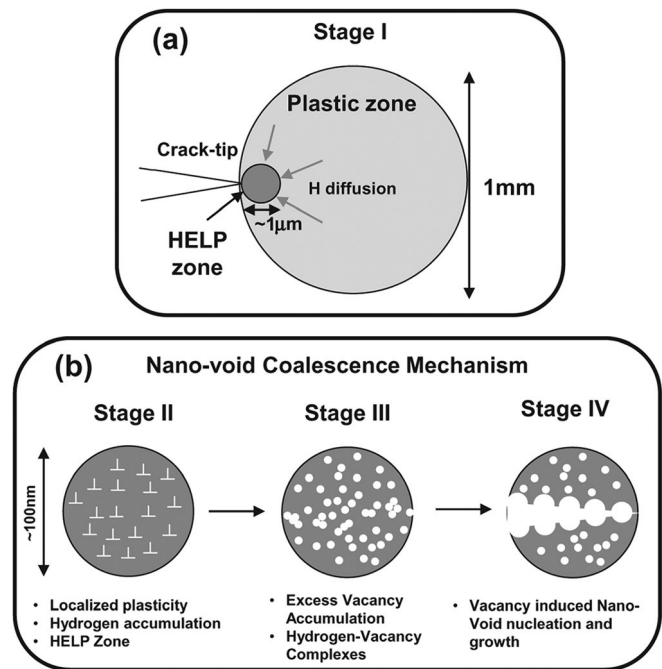 (a)
Stage I
Plastic zone
Crack-tip
H diffusion
1mm
~1μm
HELP
zone
(b) Nano-void Coalescence Mechanism
Stage II
Stage III
Stage IV
~100nm
• Localized plasticity
• Hydrogen accumulation
• HELP Zone
• Excess Vacancy
Accumulation
• Hydrogen-Vacancy
Complexes
• Vacancy induced Nano-
Void nucleation and
growth